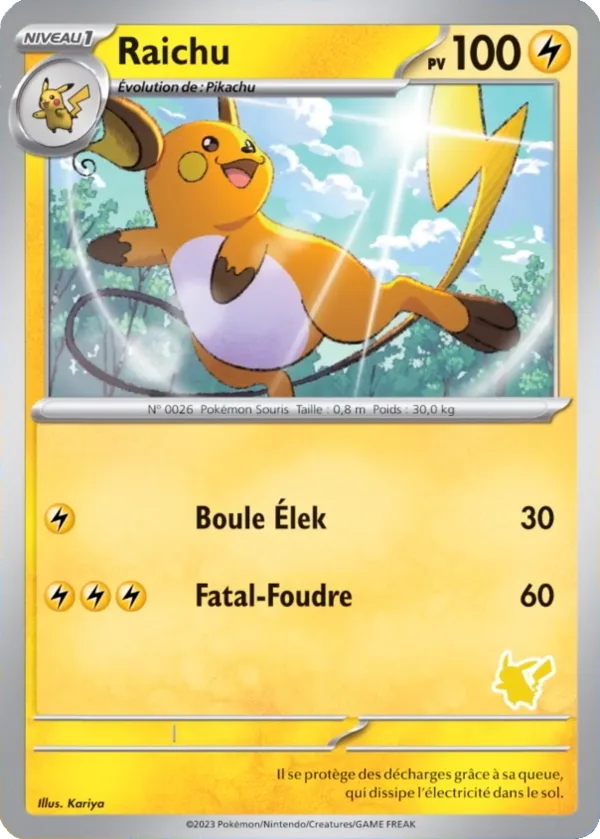 NIVEAU 1
Raichu
PV 100
Évolution de : Pikachu
N° 0026 Pokémon Souris Taille : 0,8 m Poids : 30,0 kg
Boule Élek 30
Fatal-Foudre 60
Il se protège des décharges grâce à sa queue,
qui dissipe l'électricité dans le sol.
Illus. Kariya
©2023 Pokémon/Nintendo/Creatures/GAME FREAK